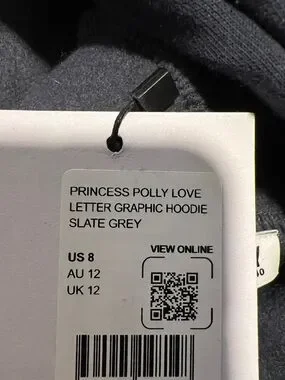 PRINCESS POLLY LOVE
LETTER GRAPHIC HOODIE
SLATE GREY
VIEW ONLINE
US 8
AU 12
UK 12